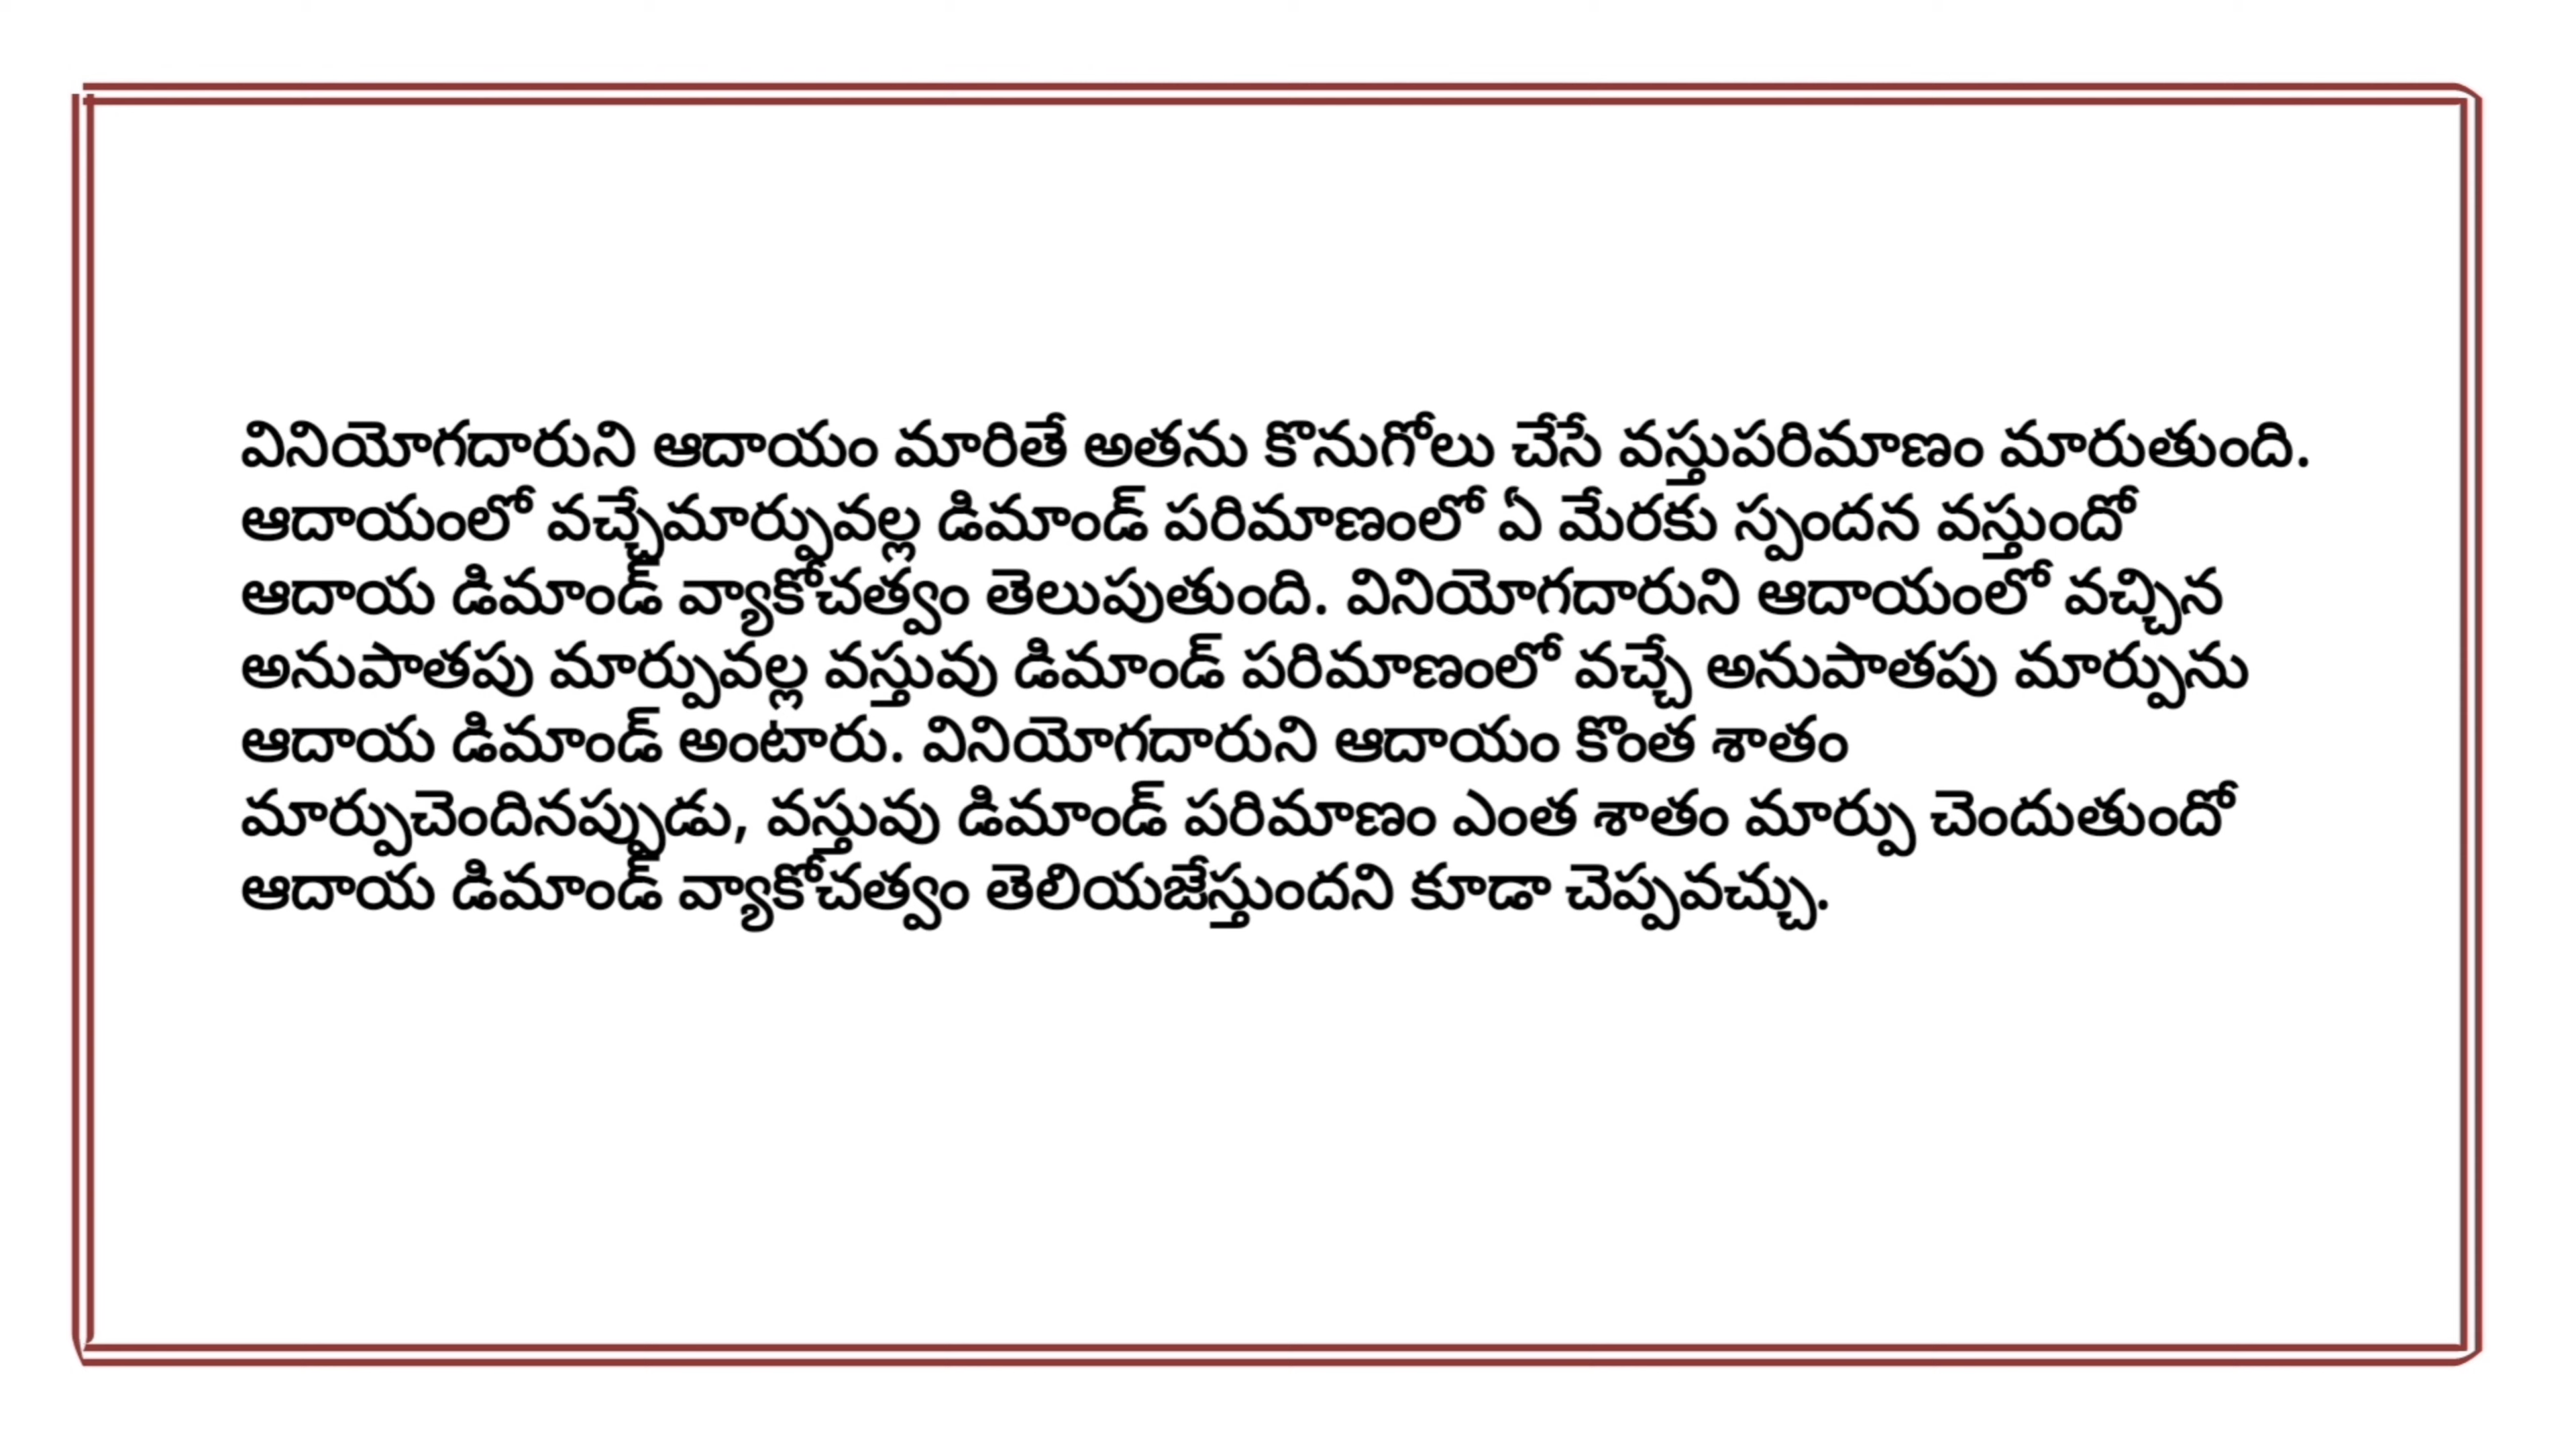 వినియోగదారుని ఆదాయం మారితే అతను కొనుగోలు చేసే వస్తుపరిమాణం మారుతుంది.
ఆదాయంలో వచ్చేమార్పువల్ల డిమాండ్ పరిమాణంలో ఏ మేరకు స్పందన వస్తుందో
ఆదాయ డిమాండ్ వ్యాకోచత్వం తెలుపుతుంది. వినియోగదారుని ఆదాయంలో వచ్చిన
అనుపాతపు మార్పువల్ల వస్తువు డిమాండ్ పరిమాణంలో వచ్చే అనుపాతపు మార్పును
ఆదాయ డిమాండ్ అంటారు. వినియోగదారుని ఆదాయం కొంత శాతం
మార్పుచెందినప్పుడు, వస్తువు డిమాండ్ పరిమాణం ఎంత శాతం మార్పు చెందుతుందో
ఆదాయ డిమాండ్ వ్యాకోచత్వం తెలియజేస్తుందని కూడా చెప్పవచ్చు.